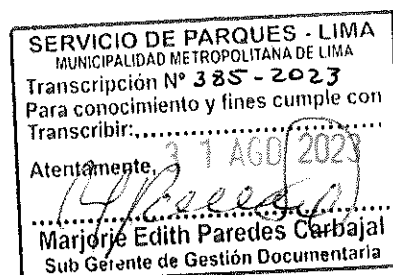 SERVICIO DE PARQUES - LIMA
MUNICIPALIDAD METROPOLITANA DE LIMA
Transcripción Nº 385-2023
Para conocimiento y fines cumple con
Transcribir:..............................
Atentamente, 31 AGO 2023
Marjorie Edith Paredes Carbajal
Sub Gerente de Gestión Documentaria